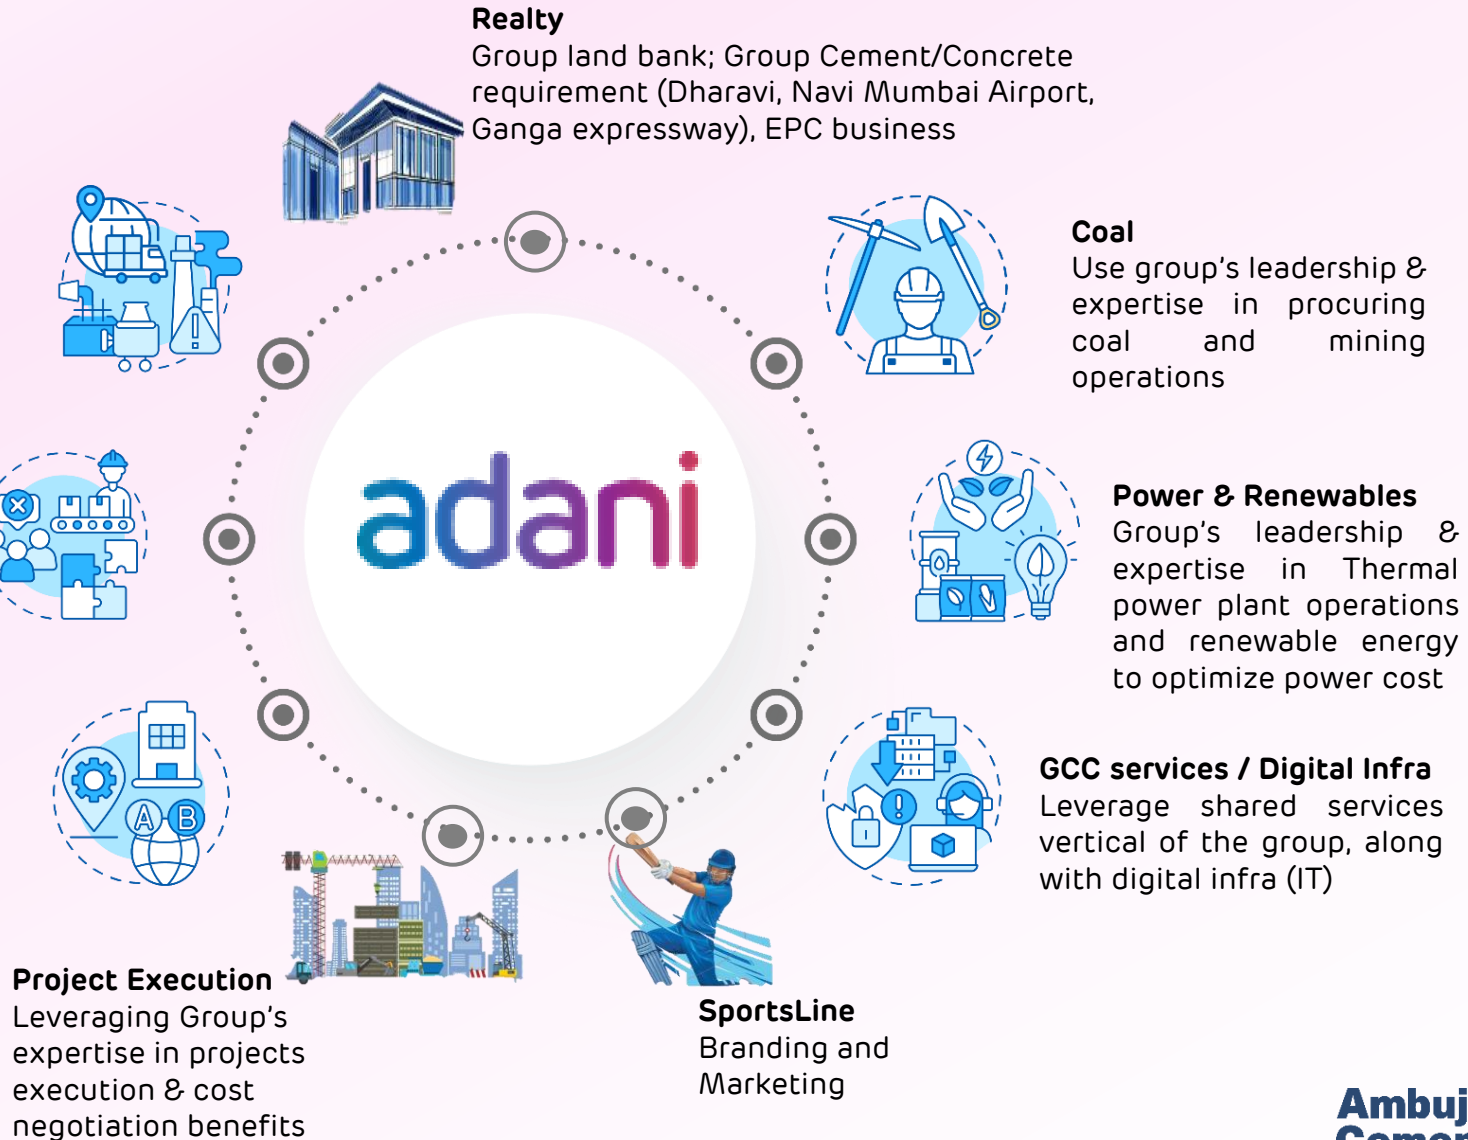 Realty
Group land bank; Group Cement/Concrete
requirement (Dharavi, Navi Mumbai Airport,
Ganga expressway), EPC business
Coal
Use group's leadership &
expertise in procuring
coal and mining
operations
adani
Power & Renewables
Group's leadership &
expertise in Thermal
power plant operations
and renewable energy
to optimize power cost
GCC services / Digital Infra
Leverage shared services
vertical of the group, along
with digital infra (IT)
A B
Project Execution
Leveraging Group's
expertise in projects
execution & cost
negotiation benefits
SportsLine
Branding and
Marketing
Ambuj